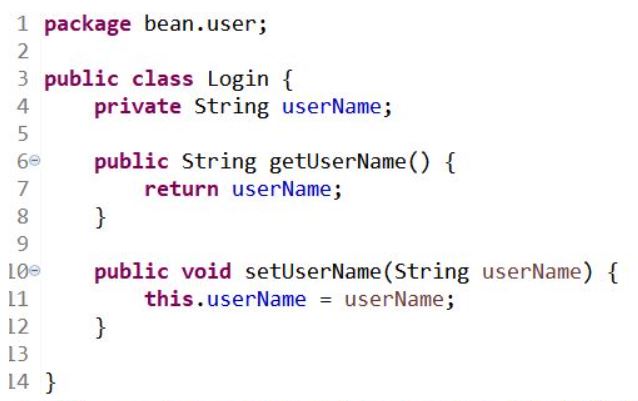 1 package bean.user;
2
3 public class Login {
4     private String userName;
5
6     public String getUserName() {
7         return userName;
8     }
9
10     public void setUserName(String userName) {
11         this.userName = userName;
12     }
13
14 }